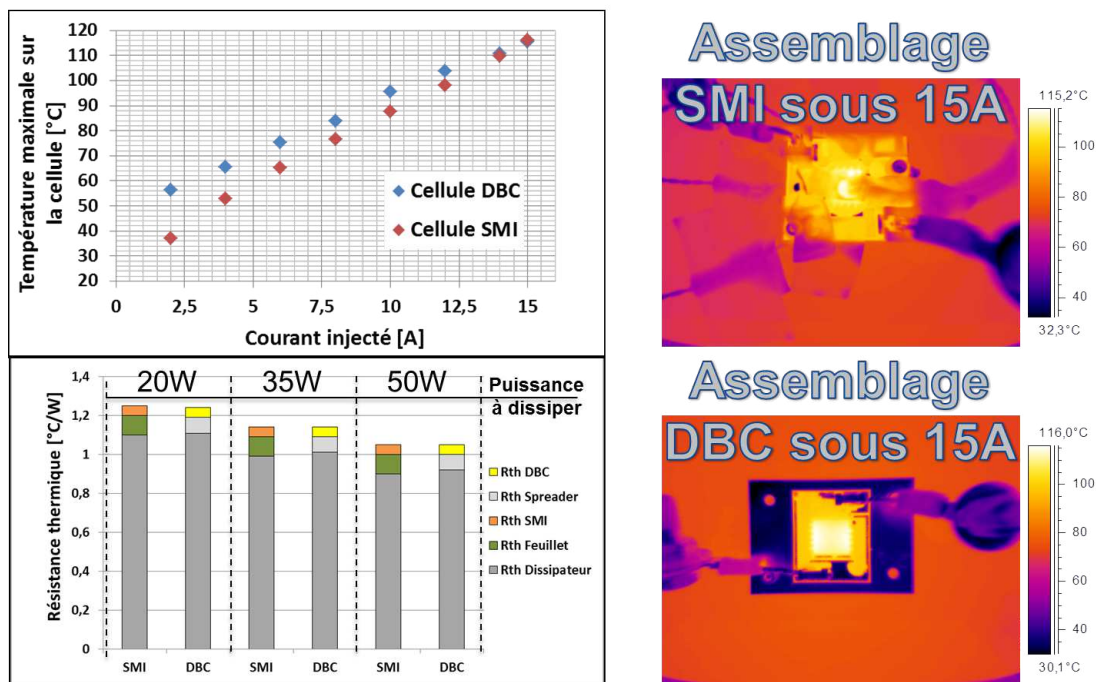 120
110
100
90
80
70
60
50
40
30
20
Température maximale sur
la cellule [°C]
Cellule DBC
Cellule SMI
0
2,5
5
7,5
10
12,5
15
Courant injecté [A]
Assemblage
SMI sous 15A
115,2°C
100
80
60
40
32,3°C
20W
35W
50W
Puissance
à dissiper
1,4
1,2
1
0,8
0,6
0,4
0,2
0
Résistance thermique [°C/W]
Rth DBC
Rth Spreader
Rth SMI
Rth Feuillet
Rth Dissipateur
SMI
DBC
SMI
DBC
SMI
DBC
Assemblage
DBC sous 15A
116,0°C
100
80
60
40
30,1°C